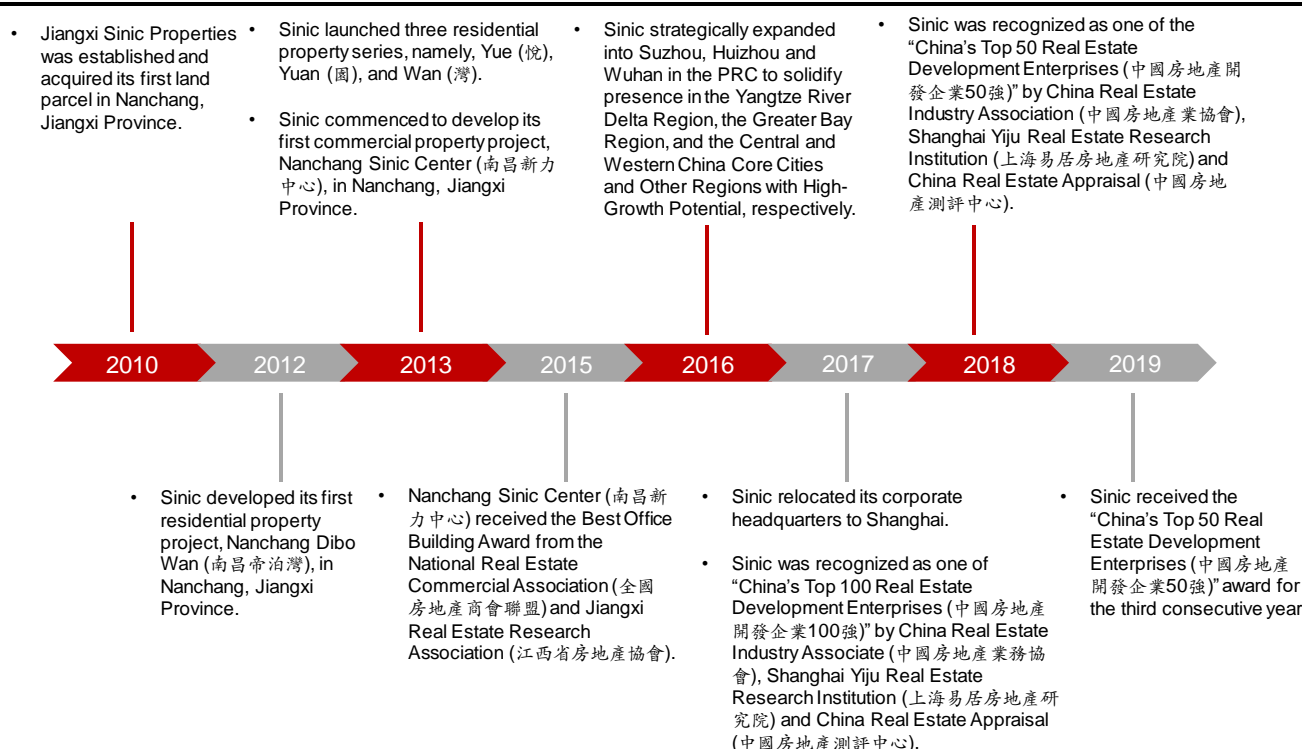 • Jiangxi Sinic Properties
was established and
acquired its first land
parcel in Nanchang,
Jiangxi Province.
• Sinic launched three residential
property series, namely, Yue (悅),
Yuan (園), and Wan (灣).
• Sinic commenced to develop its
first commercial property project,
Nanchang Sinic Center (南昌新力
中心), in Nanchang, Jiangxi
Province.
• Sinic strategically expanded
into Suzhou, Huizhou and
Wuhan in the PRC to solidify
presence in the Yangtze River
Delta Region, the Greater Bay
Region, and the Central and
Western China Core Cities
and Other Regions with High-
Growth Potential, respectively.
• Sinic was recognized as one of the
“China’s Top 50 Real Estate
Development Enterprises (中國房地產開
發企業50強)” by China Real Estate
Industry Association (中國房地產業協會),
Shanghai Yiju Real Estate Research
Institution (上海易居房地產研究院) and
China Real Estate Appraisal (中國房地
產測評中心).
2010 2012 2013 2015 2016 2017 2018 2019
• Sinic developed its first
residential property
project, Nanchang Dibo
Wan (南昌帝泊灣), in
Nanchang, Jiangxi
Province.
• Nanchang Sinic Center (南昌新
力中心) received the Best Office
Building Award from the
National Real Estate
Commercial Association (全國
房地產商會聯盟) and Jiangxi
Real Estate Research
Association (江西省房地產協會).
• Sinic relocated its corporate
headquarters to Shanghai.
• Sinic was recognized as one of
“China’s Top 100 Real Estate
Development Enterprises (中國房地產
開發企業100強)” by China Real Estate
Industry Associate (中國房地產業務協
會), Shanghai Yiju Real Estate
Research Institution (上海易居房地產研
究院) and China Real Estate Appraisal
(中國房地產測評中心).
• Sinic received the
“China’s Top 50 Real
Estate Development
Enterprises (中國房地產
開發企業50強)” award for
the third consecutive year